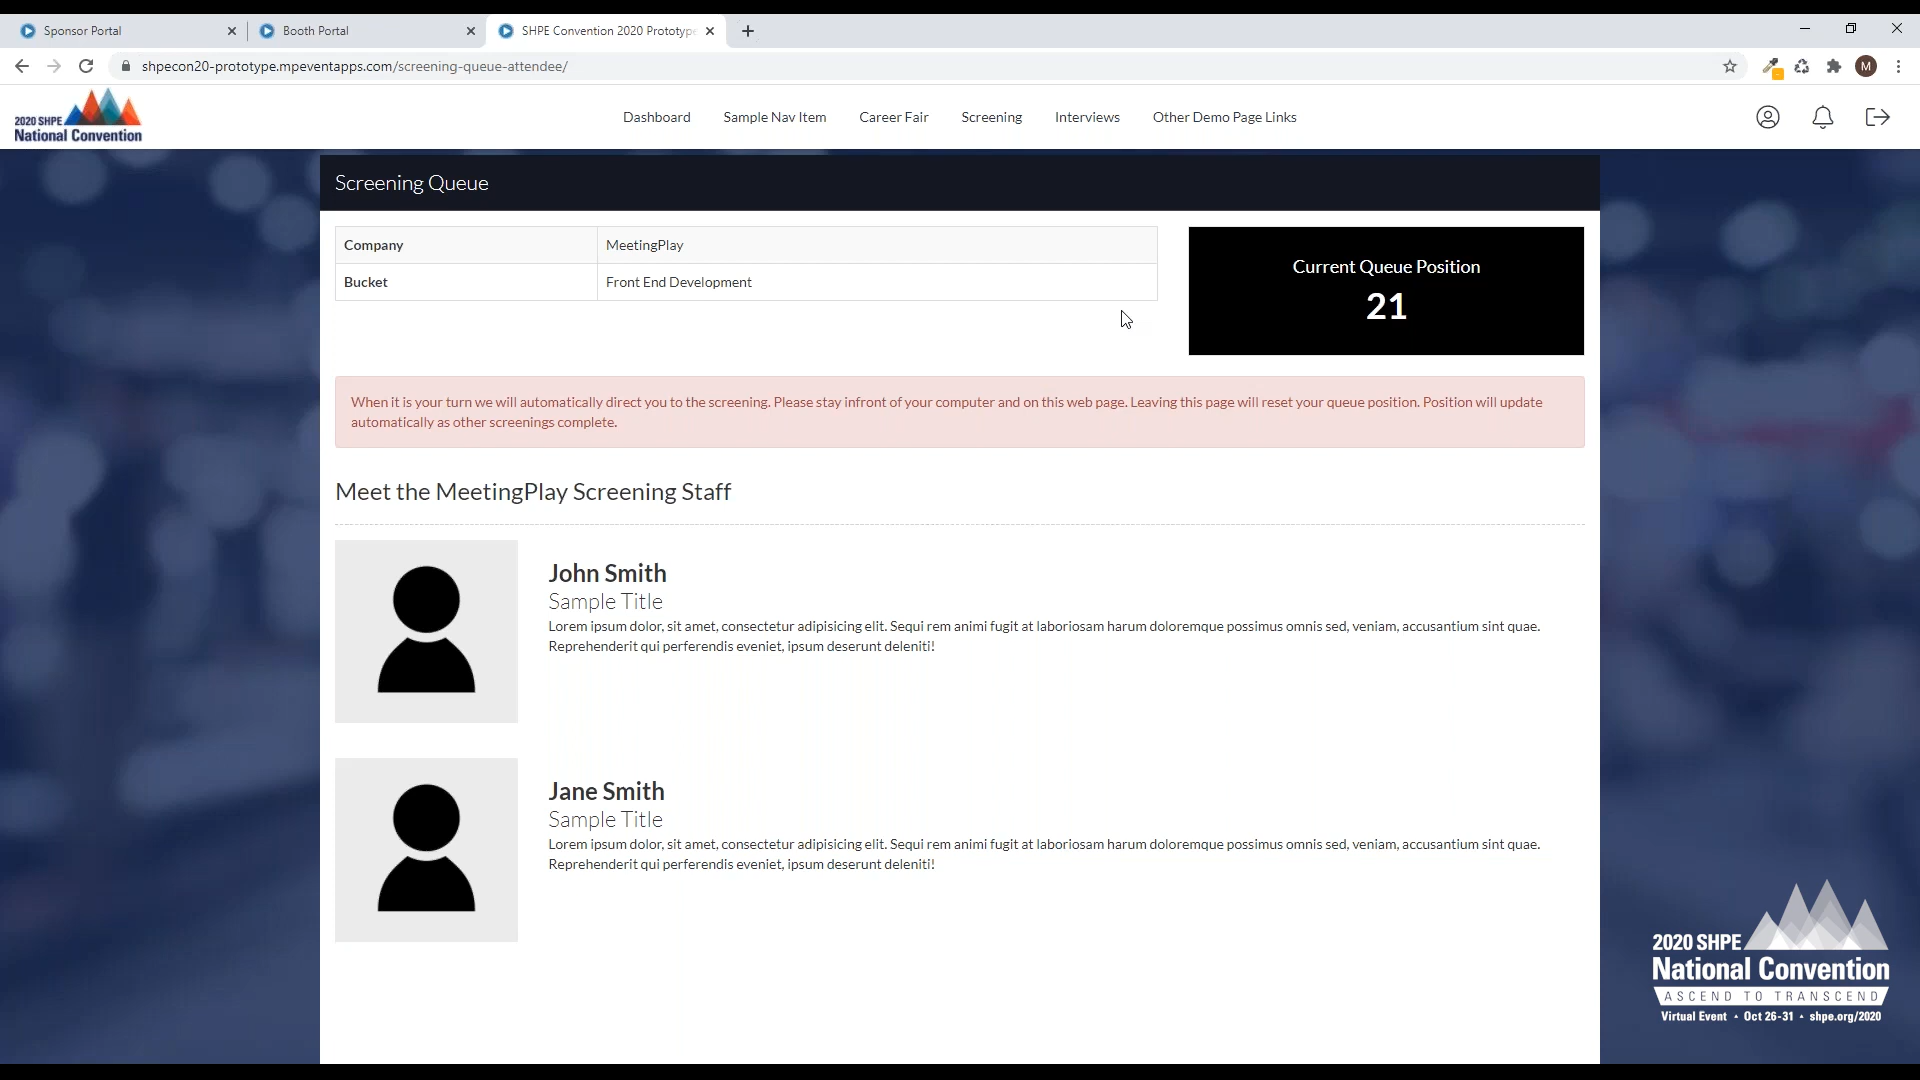 Sponsor Portal
Booth Portal
SHPE Convention 2020 Prototype
shpecon20-prototype.mpeventapps.com/screening-queue-attendee/
M
2020 SHPE
National Convention
Dashboard
Sample Nav Item
Career Fair
Screening
Interviews
Other Demo Page Links
Screening Queue
Company
MeetingPlay
Bucket
Front End Development
Current Queue Position
21
When it is your turn we will automatically direct you to the screening. Please stay infront of your computer and on this web page. Leaving this page will reset your queue position. Position will update
automatically as other screenings complete.
Meet the MeetingPlay Screening Staff
John Smith
Sample Title
Lorem ipsum dolor, sit amet, consectetur adipisicing elit. Sequi rem animi fugit at laboriosam harum doloremque possimus omnis sed, veniam, accusantium sint quae.
Reprehenderit qui perferendis eveniet, ipsum deserunt deleniti!
Jane Smith
Sample Title
Lorem ipsum dolor, sit amet, consectetur adipisicing elit. Sequi rem animi fugit at laboriosam harum doloremque possimus omnis sed, veniam, accusantium sint quae.
Reprehenderit qui perferendis eveniet, ipsum deserunt deleniti!
2020 SHPE
National Convention
ASCEND TO TRANSCEND
Virtual Event • Oct 26-31 • shpe.org/2020